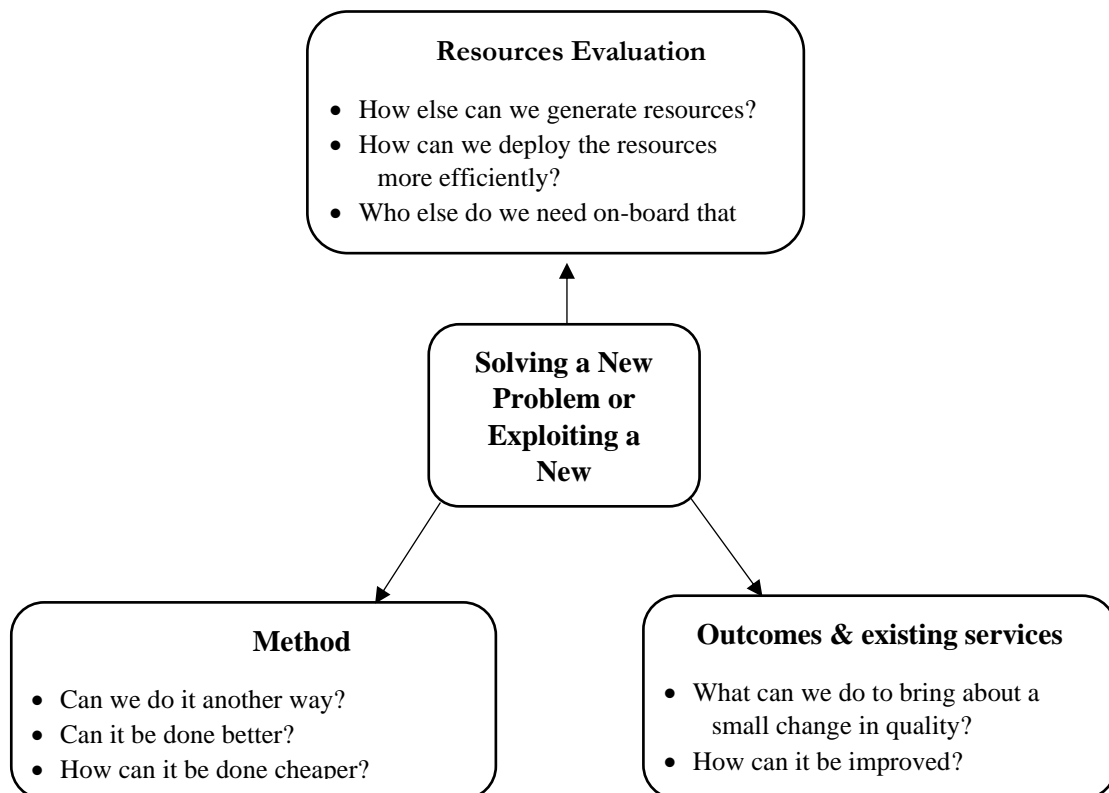 Resources Evaluation
• How else can we generate resources?
• How can we deploy the resources
more efficiently?
• Who else do we need on-board that
Solving a New
Problem or
Exploiting a
New
Method
• Can we do it another way?
• Can it be done better?
• How can it be done cheaper?
Outcomes & existing services
• What can we do to bring about a
small change in quality?
• How can it be improved?